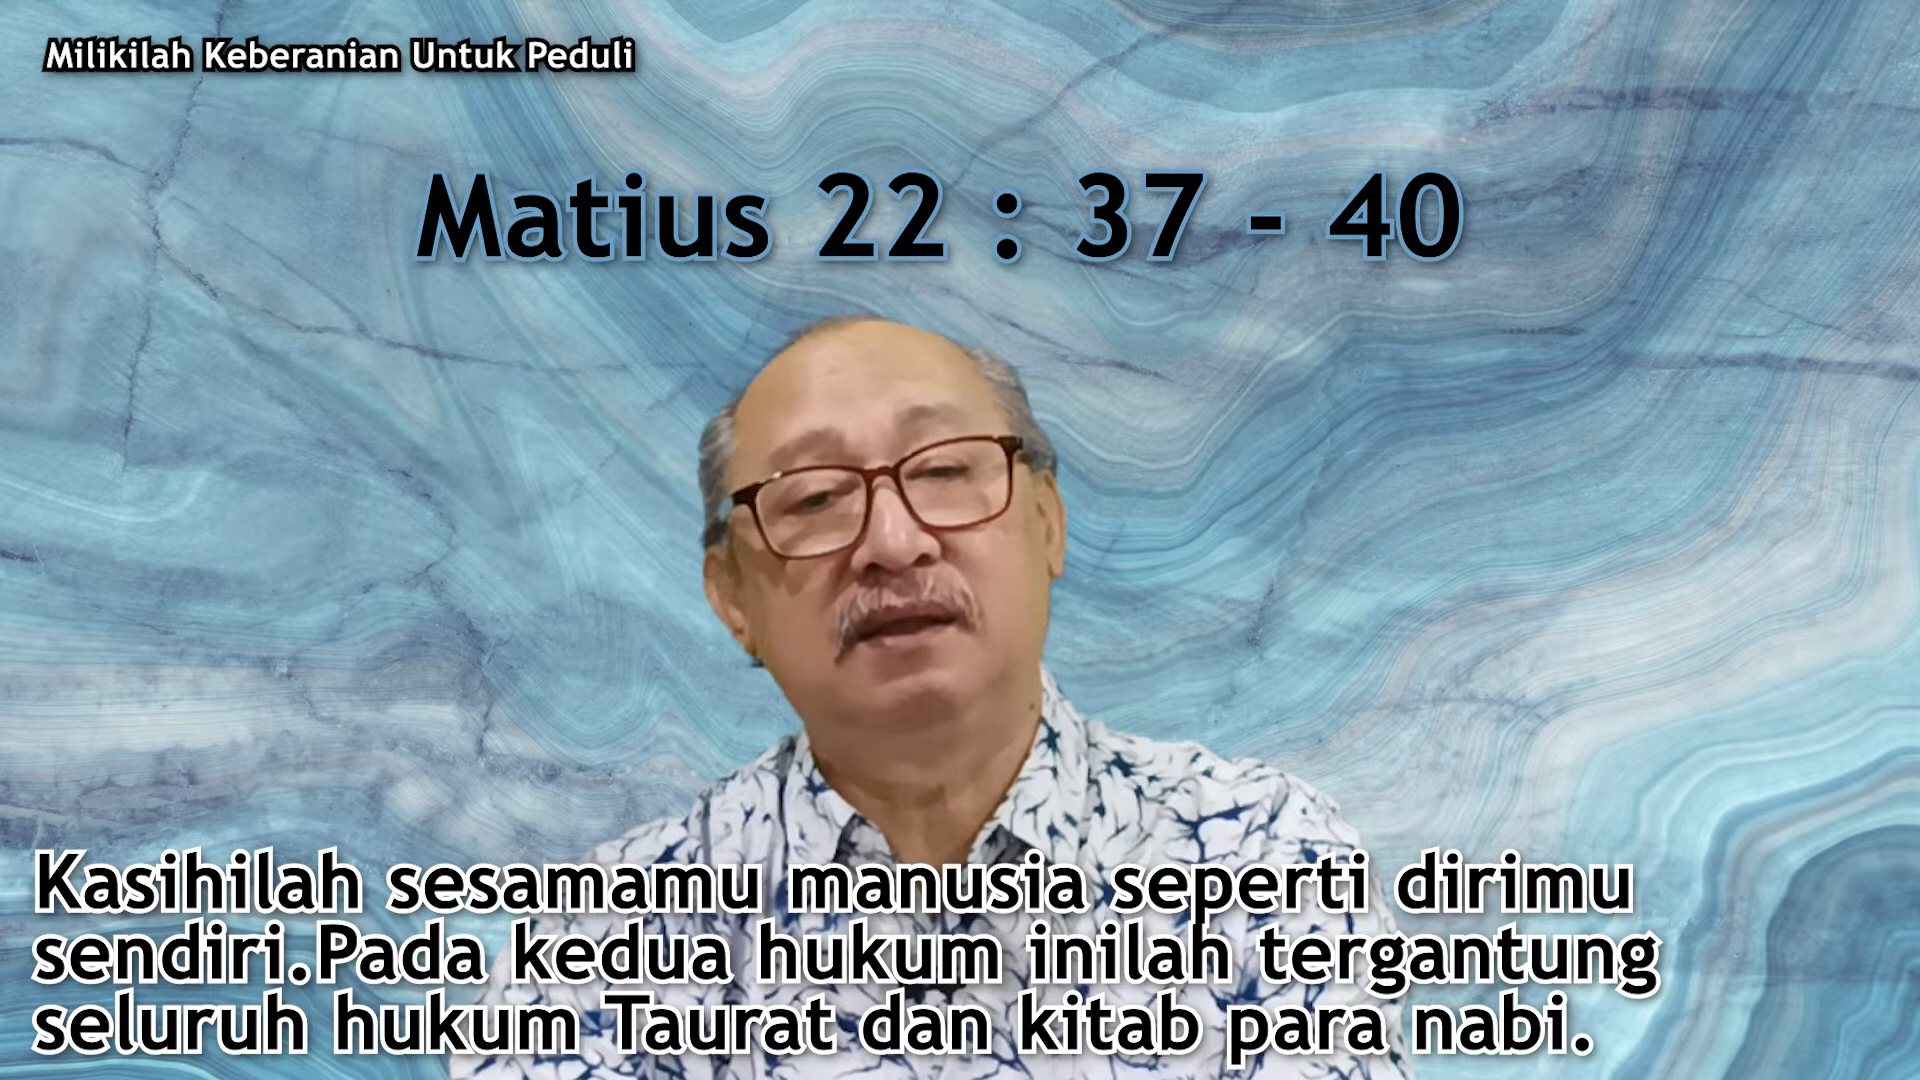 Milikilah Keberanian Untuk Peduli
Matius 22 : 37 - 40
Kasihilah sesamamu manusia seperti dirimu
sendiri.Pada kedua hukum inilah tergantung
seluruh hukum Taurat dan kitab para nabi.